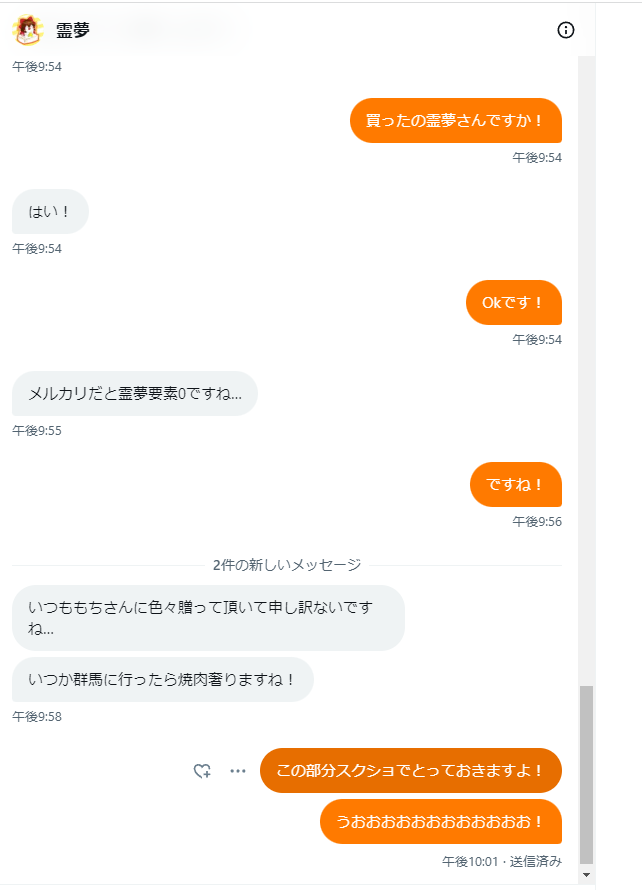 霊夢
午後9:54
買ったの霊夢さんですか！
午後9:54
はい！
午後9:54
Okです！
午後9:54
メルカリだと霊夢要素0ですね...
午後9:55
ですね！
午後9:56
2件の新しいメッセージ
いつももちさんに色々贈って頂いて申し訳ないです
ね...
いつか群馬に行ったら焼肉奢りますね！
午後9:58
この部分スクショでとっておきますよ！
うおおおおおおおおおおおお！
午後10:01 · 送信済み